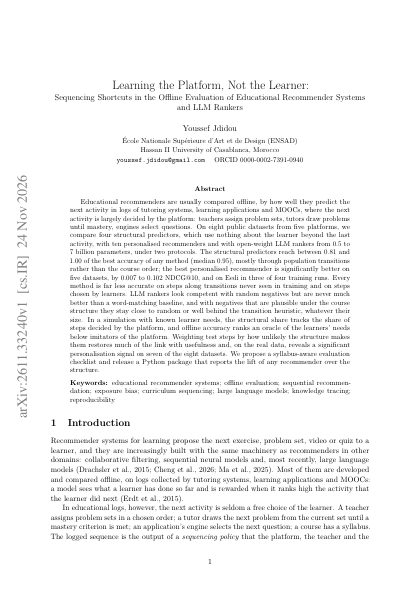 Learning the Platform, Not the Learner:
Sequencing Shortcuts in the Offline Evaluation of Educational Recommender Systems
and LLM Rankers
Youssef Jdidou
École Nationale Supérieure d'Art et de Design (ENSAD)
Hassan II University of Casablanca, Morocco
youssef.jdidou@gmail.com ORCID 0000-0002-7391-0940
Abstract
Educational recommenders are usually compared offline, by how well they predict the
next activity in logs of tutoring systems, learning applications and MOOCs, where the next
activity is largely decided by the platform: teachers assign problem sets, tutors draw problems
until mastery, engines select questions. On eight public datasets from five platforms, we
compare four structural predictors, which use nothing about the learner beyond the last
activity, with ten personalised recommenders and with open-weight LLM rankers from 0.5 to
7 billion parameters, under two protocols. The structural predictors reach between 0.81 and
1.00 of the best accuracy of any method (median 0.95), mostly through population transitions
rather than the course order; the best personalised recommender is significantly better on
five datasets, by 0.007 to 0.102 NDCG@10, and on Eedi in three of four training runs. Every
method is far less accurate on steps along transitions never seen in training and on steps
chosen by learners. LLM rankers look competent with random negatives but are never much
better than a word-matching baseline, and with negatives that are plausible under the course
structure they stay close to random or well behind the transition heuristic, whatever their
size. In a simulation with known learner needs, the structural share tracks the share of
steps decided by the platform, and offline accuracy ranks an oracle of the learners' needs
below imitators of the platform. Weighting test steps by how unlikely the structure makes
them restores much of the link with usefulness and, on the real data, reveals a significant
personalisation signal on seven of the eight datasets. We propose a syllabus-aware evaluation
checklist and release a Python package that reports the lift of any recommender over the
structure.
Keywords: educational recommender systems; offline evaluation; sequential recommen-
dation; exposure bias; curriculum sequencing; large language models; knowledge tracing;
reproducibility
1 Introduction
Recommender systems for learning propose the next exercise, problem set, video or quiz to a
learner, and they are increasingly built with the same machinery as recommenders in other
domains: collaborative filtering, sequential neural models and, most recently, large language
models (Drachsler et al., 2015; Cheng et al., 2026; Ma et al., 2025). Most of them are developed
and compared offline, on logs collected by tutoring systems, learning applications and MOOCs:
a model sees what a learner has done so far and is rewarded when it ranks high the activity that
the learner did next (Erdt et al., 2015).
In educational logs, however, the next activity is seldom a free choice of the learner. A teacher
assigns problem sets in a chosen order; a tutor draws the next problem from the current set until a
mastery criterion is met; an application's engine selects the next question; a course has a syllabus.
The logged sequence is the output of a sequencing policy that the platform, the teacher and the
1
arXiv:2611.33240v1 [cs.IR] 24 Nov 2026